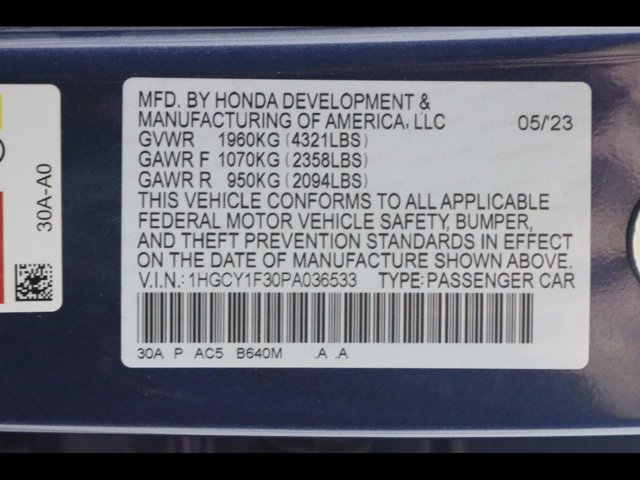 MFD. BY HONDA DEVELOPMENT &
MANUFACTURING OF AMERICA, LLC 05/'23
GVWR 1960KG (4321LBS)
GAWR F 1070KG (2358LBS)
GAWR R 950KG (2094LBS)
THIS VEHICLE CONFORMS TO ALL APPLICABLE
FEDERAL MOTOR VEHICLE SAFETY, BUMPER,
AND THEFT PREVENTION STANDARDS IN EFFECT
ON THE DATE OF MANUFACTURE SHOWN ABOVE.
V.I.N.: 1HGCY1F30PA036533 TYPE: PASSENGER CAR
30A P AC5 B640M .A .A
30A-A0